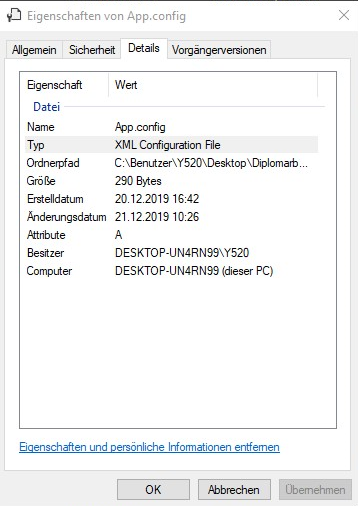 Eigenschaften von App.config
Allgemein Sicherheit Details Vorgängerversionen
Eigenschaft Wert
Datei
Name App.config
Typ XML Configuration File
Ordnerpfad C:\Benutzer\Y520\Desktop\Diplomarb...
Größe 290 Bytes
Erstelldatum 20.12.2019 16:42
Änderungsdatum 21.12.2019 10:26
Attribute A
Besitzer DESKTOP-UN4RN99\Y520
Computer DESKTOP-UN4RN99 (dieser PC)
Eigenschaften und persönliche Informationen entfernen
OK Abbrechen Übernehmen